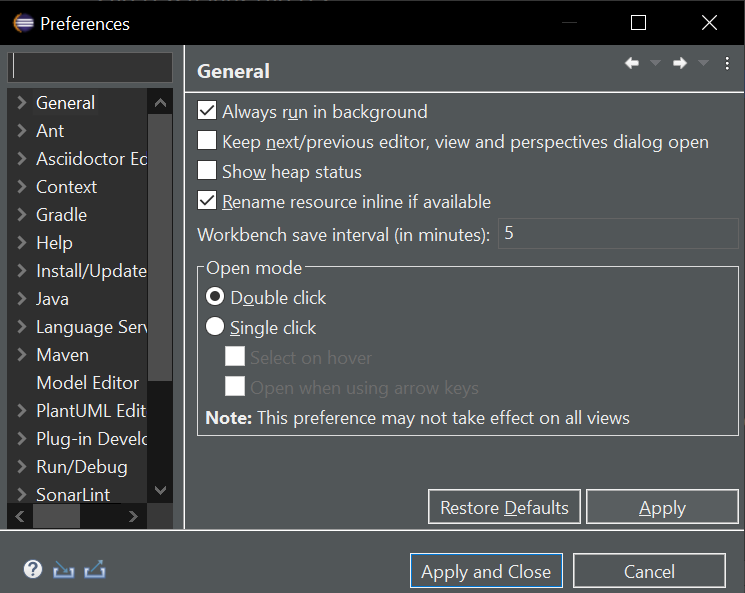 Preferences
General
General
Ant
Asciidoctor Ed
Context
Gradle
Help
Install/Update
Java
Language Serv
Maven
Model Editor
PlantUML Edit
Plug-in Develo
Run/Debug
SonarLint
Always run in background
Keep next/previous editor, view and perspectives dialog open
Show heap status
Rename resource inline if available
Workbench save interval (in minutes): 5
Open mode
Double click
Single click
Select on hover
Open when using arrow keys
Note: This preference may not take effect on all views
Restore Defaults Apply
Apply and Close Cancel